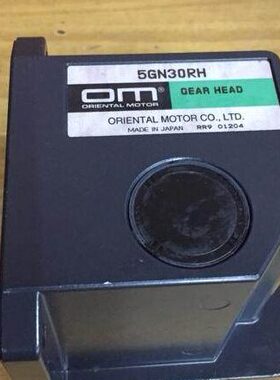 5GN30RH
OM®
ORIENTAL MOTOR
GEAR HEAD
ORIENTAL MOTOR CO., LTD.
MADE IN JAPAN RR9 01204